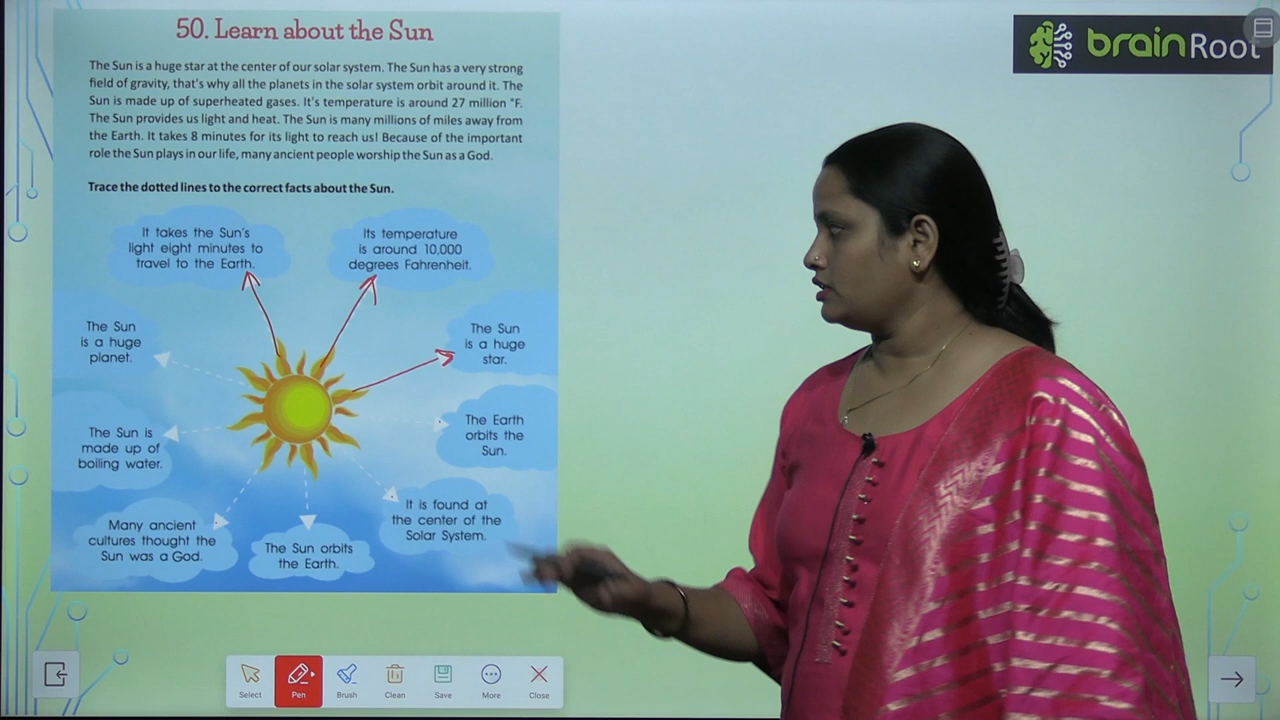 50. Learn about the Sun
brainRoot
The Sun is a huge star at the center of our solar system. The Sun has a very strong
field of gravity, that's why all the planets in the solar system orbit around it. The
Sun is made up of superheated gases. It's temperature is around 27 million °F.
The Sun provides us light and heat. The Sun is many millions of miles away from
the Earth. It takes 8 minutes for its light to reach us! Because of the important
role the Sun plays in our life, many ancient people worship the Sun as a God.
Trace the dotted lines to the correct facts about the Sun.
It takes the Sun's
light eight minutes to
travel to the Earth.
Its temperature
is around 10,000
degrees Fahrenheit.
The Sun
is a huge
planet.
The Sun
is a huge
star.
The Sun is
made up of
boiling water.
The Earth
orbits the
Sun.
Many ancient
cultures thought the
Sun was a God.
The Sun orbits
the Earth.
It is found at
the center of the
Solar System.
Select
Pen
Brush
Clean
Save
More
Close